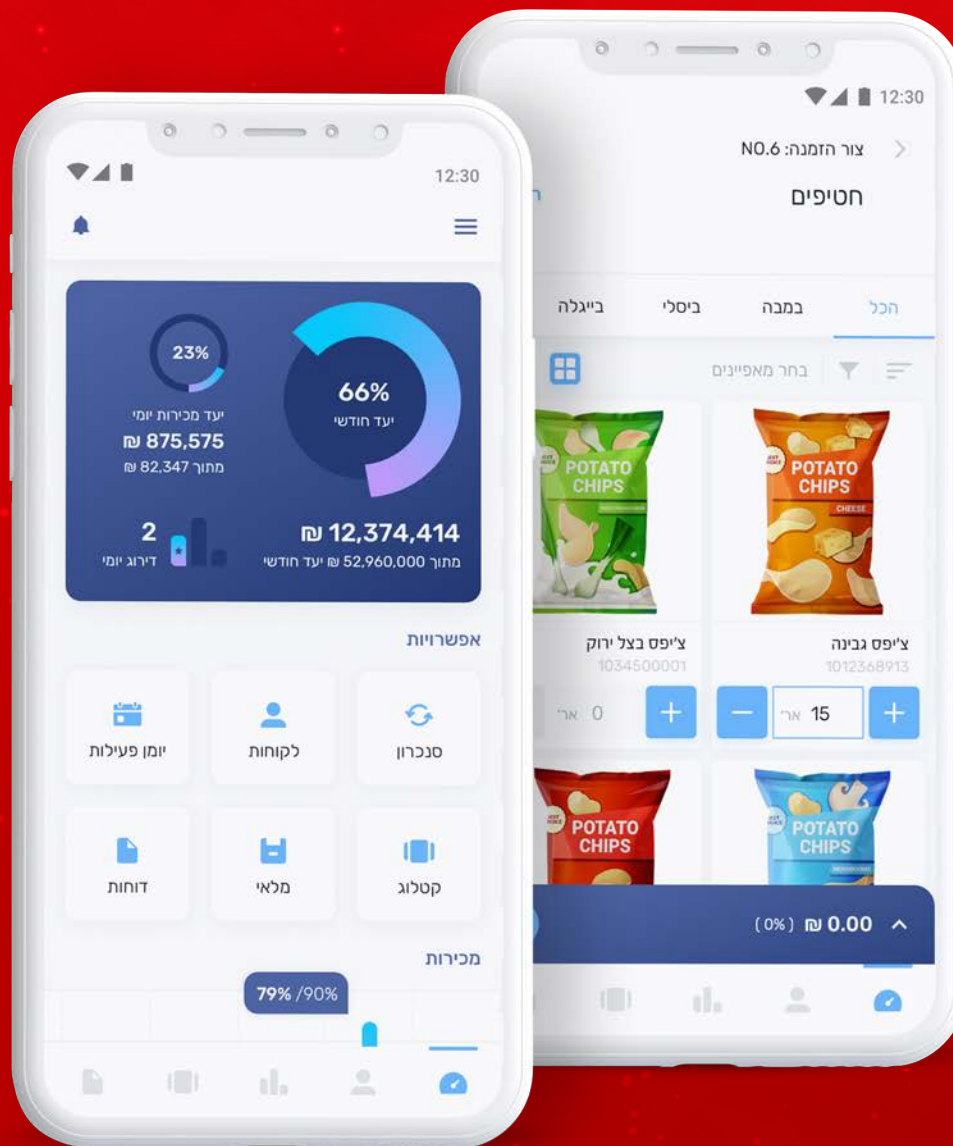 12:30
66%
יעד חודשי
23%
יעד מכירות יומי
875,575 ₪
מתוך 82,347 ₪
12,374,414 ₪
מתוך 52,960,000 ₪ יעד חודשי
2
דירוג יומי
אפשרויות
סנכרון
לקוחות
יומן פעילות
קטלוג
מלאי
דוחות
מכירות
79% /90%
12:30
צור הזמנה: NO.6
חטיפים
הכל
במבה
ביסלי
בייגלה
בחר מאפיינים
POTATO
CHIPS
CHEESE
POTATO
CHIPS
צ'יפס גבינה
1012368913
15 אר'
צ'יפס בצל ירוק
1034500001
0 אר'
POTATO
CHIPS
POTATO
CHIPS
0.00 ₪ (0%)